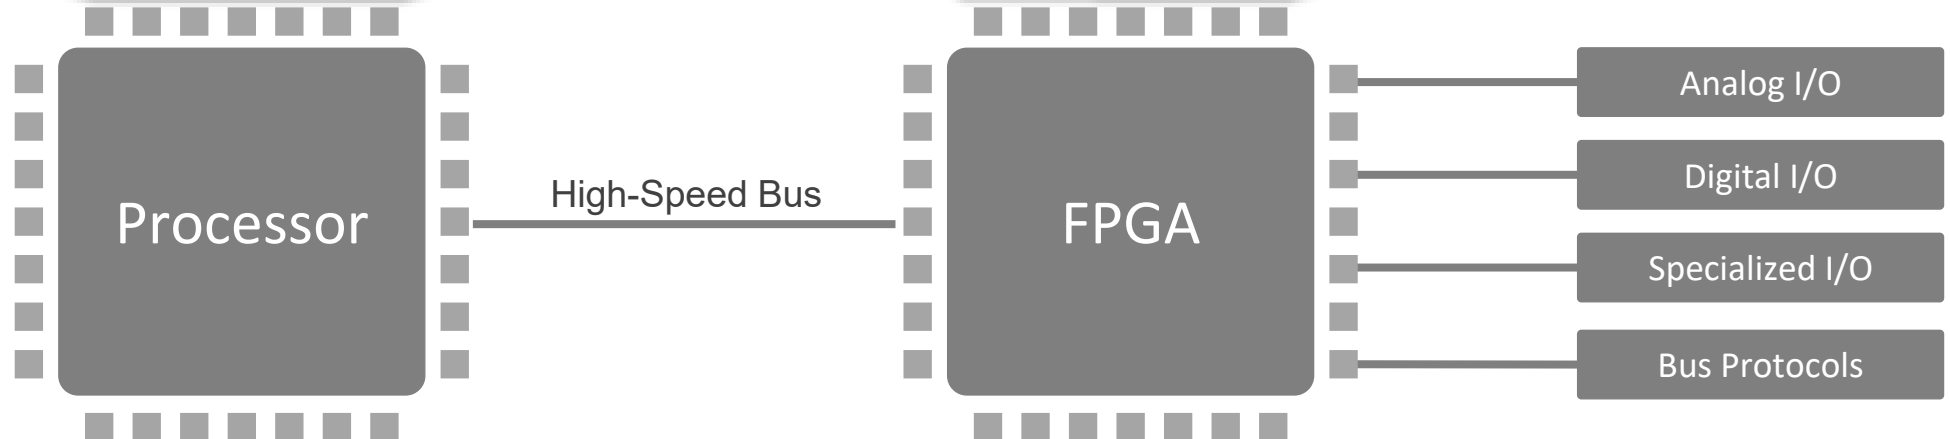 Processor
High-Speed Bus
FPGA
Analog I/O
Digital I/O
Specialized I/O
Bus Protocols